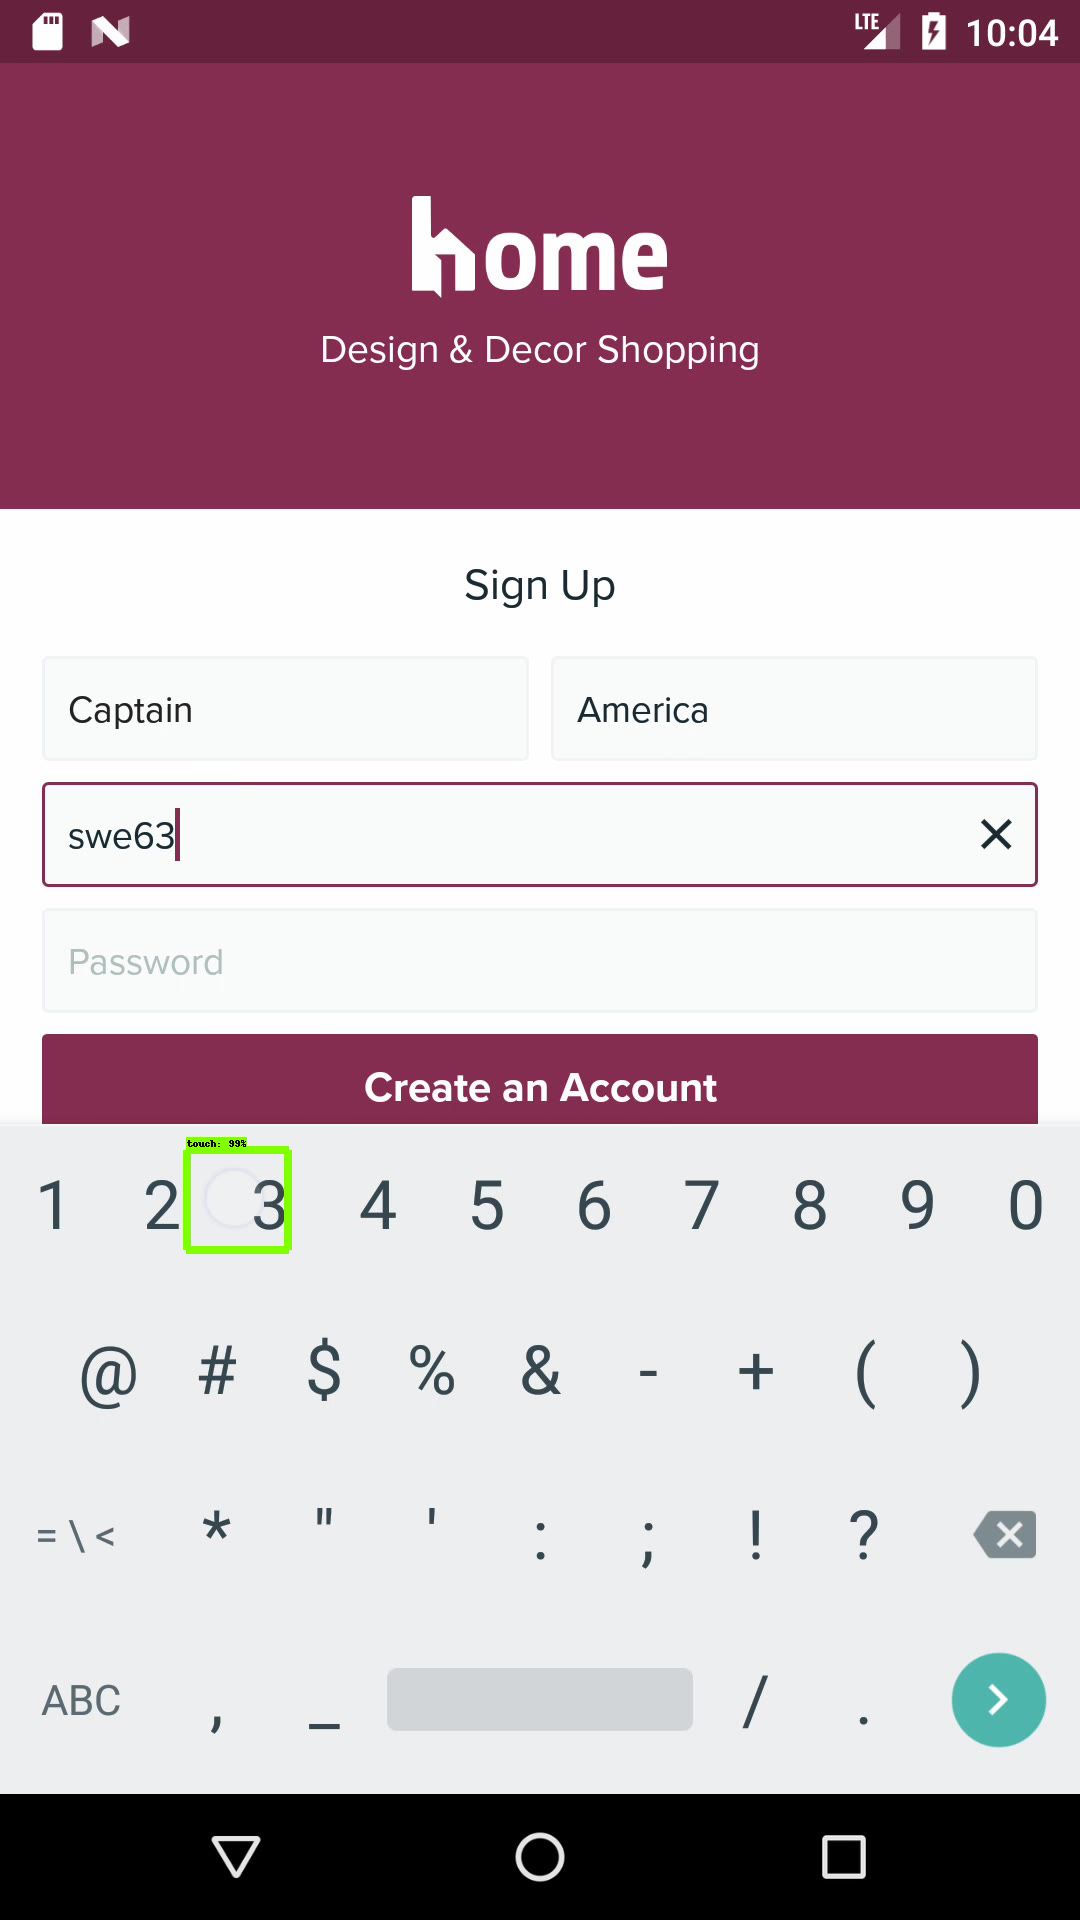 LTE 10:04
home
Design & Decor Shopping
Sign Up
Captain America
swe63
Password
Create an Account
touch: 99%
1 2 3 4 5 6 7 8 9 0
@ # $ % & - + ( )
= \ < * " ' : ; ! ?
ABC , _ / .